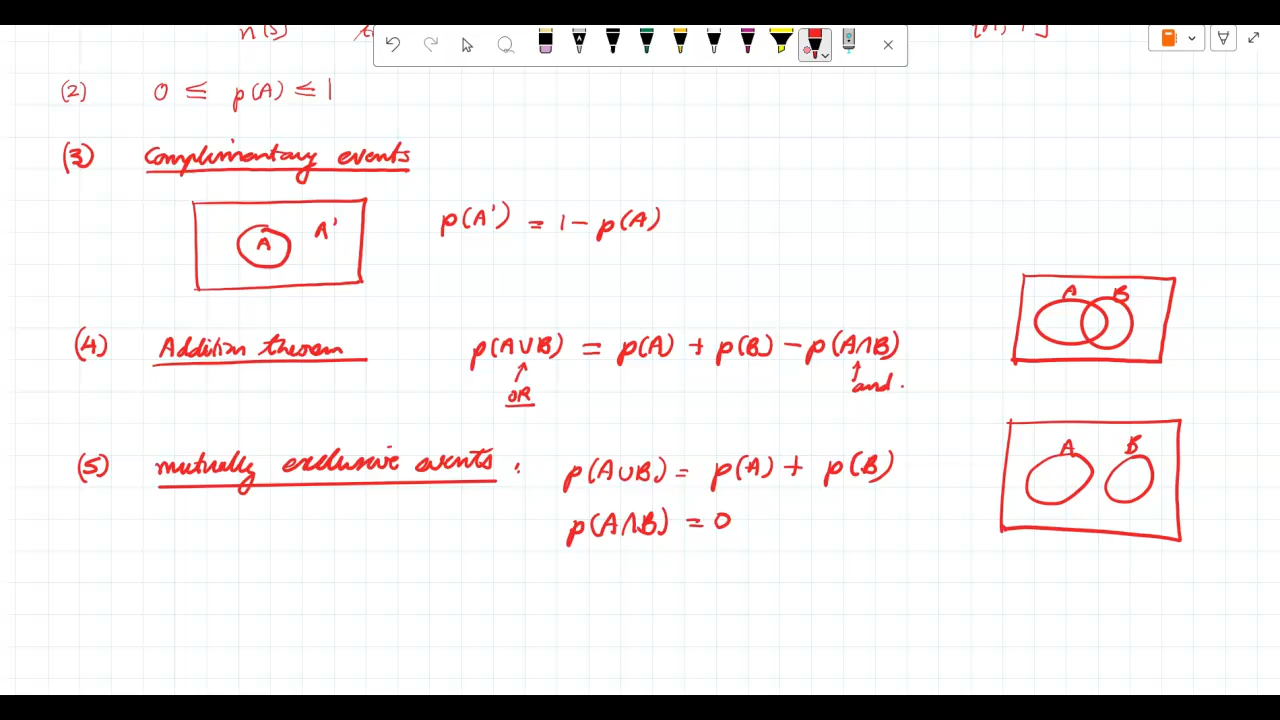 n(S)
(2) 0 ≤ p(A) ≤ 1
(3) Complimentary events
A A'
p(A') = 1 - p(A)
A B
(4) Addition theorem p(A∪B) = p(A) + p(B) - p(A∩B)
OR and.
A B
(5) mutually exclusive events : p(A∪B) = p(A) + p(B)
p(A∩B) = 0